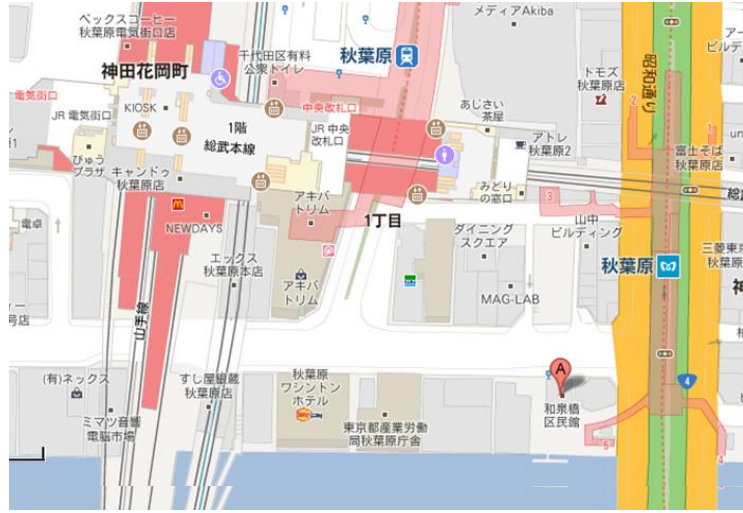 ベックスコーヒー
秋葉原電気街口店
メディアAkiba
千代田区有料
公衆トイレ
秋葉原
神田花岡町
昭和通り
トモズ
秋葉原店
電気街口
KIOSK
中央改札口
JR 電気街口
1階
総武本線
JR 中央
改札口
あじさい
茶屋
アトレ
秋葉原2
2
1
富士そば
秋葉原店
びゅう
プラザ
キャンドゥ
秋葉原店
みどり
の窓口
アキバ
トリム
NEWDAYS
1丁目
3
山中
ビルディング
電卓
ダイニング
スクエア
エックス
秋葉原本店
秋葉原
三菱東京
秋葉原
アキバ
トリム
MAG-LAB
号店
山手線
A
4
(有)ネックス
すし屋銀蔵
秋葉原店
秋葉原
ワシントン
ホテル
和泉橋
区民館
ミマツ音響
電脳市場
東京都産業労働
局秋葉原庁舎
5
4